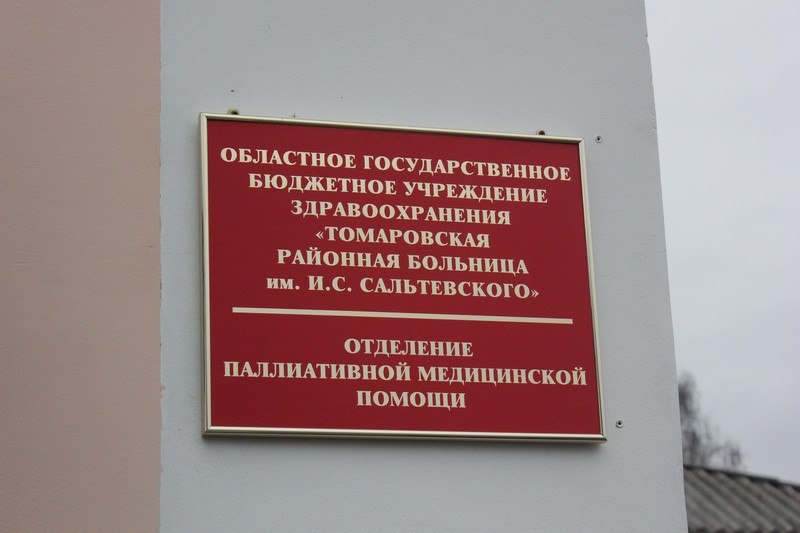 ОБЛАСТНОЕ ГОСУДАРСТВЕННОЕ
БЮДЖЕТНОЕ УЧРЕЖДЕНИЕ
ЗДРАВООХРАНЕНИЯ
«ТОМАРОВСКАЯ
РАЙОННАЯ БОЛЬНИЦА
им. И.С. САЛЬТЕВСКОГО»
ОТДЕЛЕНИЕ
ПАЛЛИАТИВНОЙ МЕДИЦИНСКОЙ
ПОМОЩИ